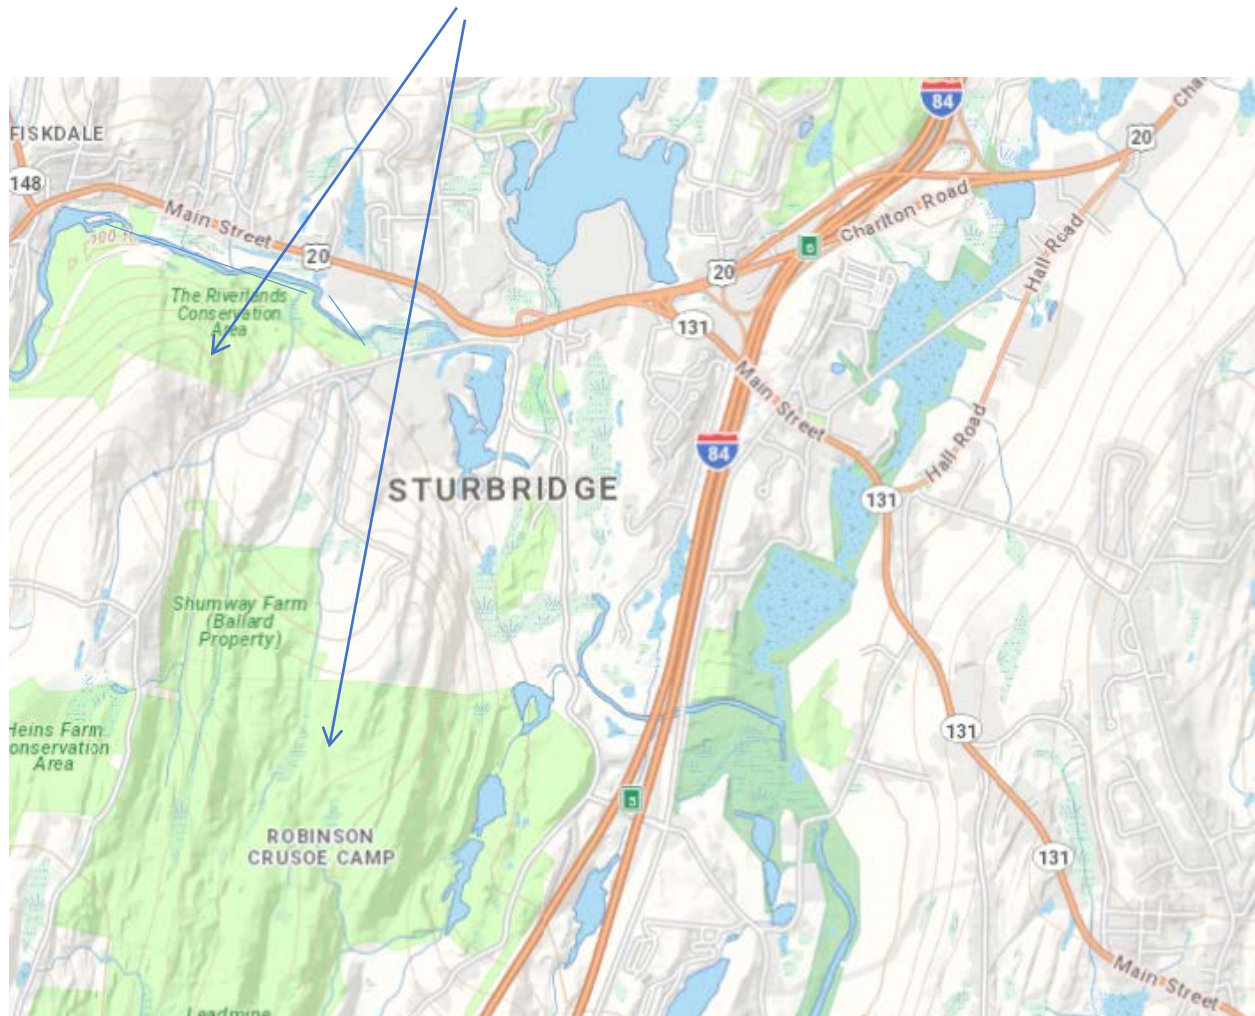 84
FISKDALE
20
Cha
148
Main Street
20
Charlton Road
Hall Road
20
131
The Riverlands
Conservation
Area
Main Street
84
Hall Road
STURBRIDGE
131
Shumway Farm
(Ballard
Property)
Heins Farm
onservation
Area
131
ROBINSON
CRUSOE CAMP
131
Main Street
Leadmine